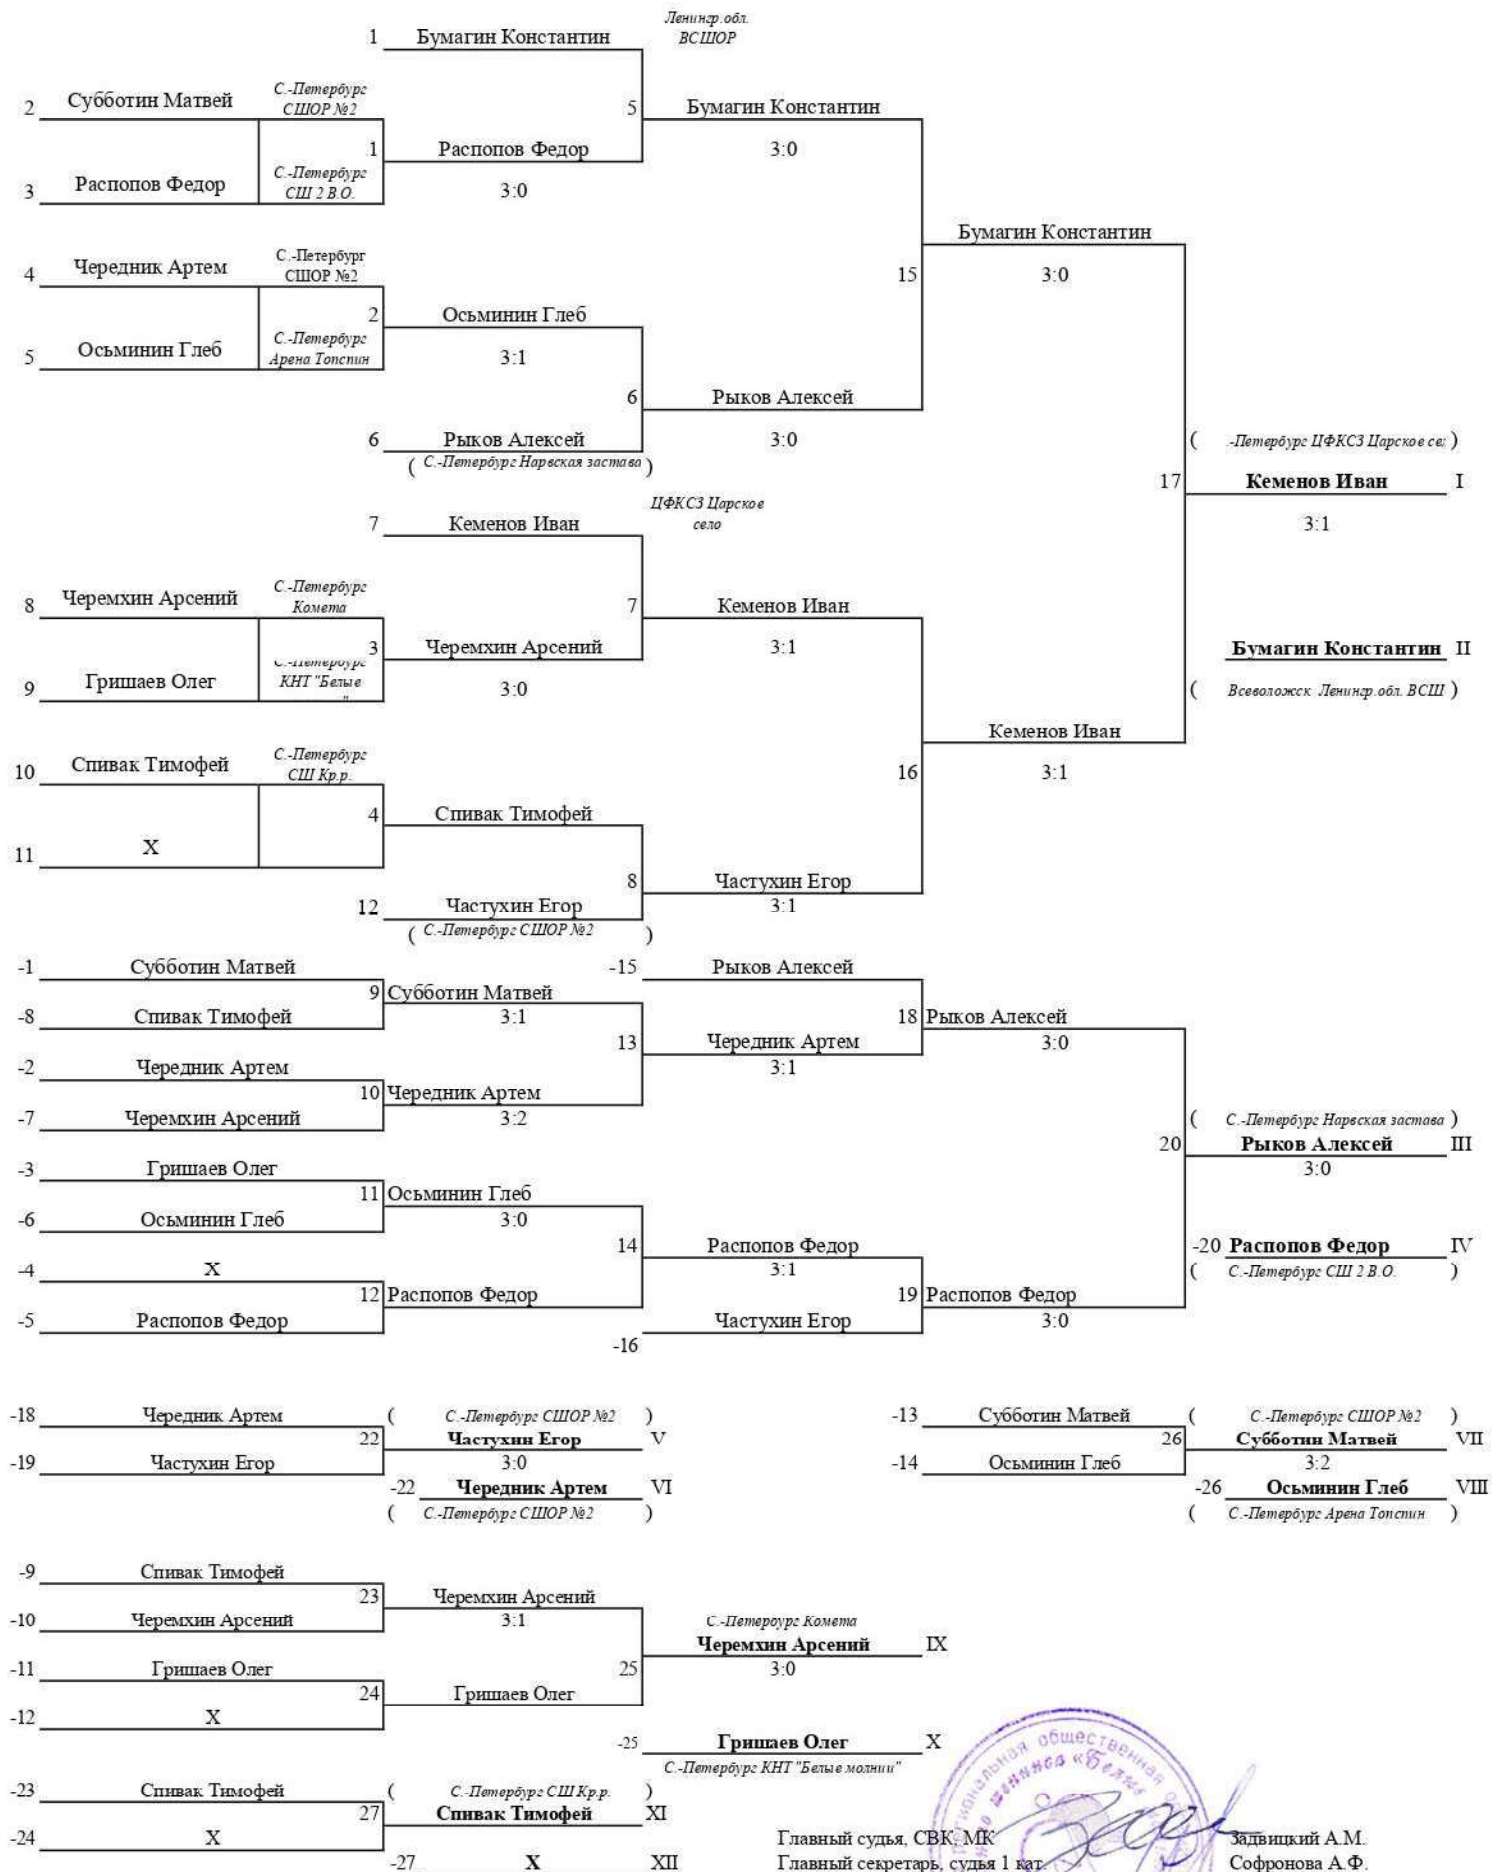 Ленингр.обл.
1 Бумагин Константин ВСШОР
С.-Петербург
2 Субботин Матвей СШОР №2 5 Бумагин Константин
1 Распопов Федор 3:0
С.-Петербург
3 Распопов Федор СШ 2 В.О. 3:0
Бумагин Константин
С.-Петербург
4 Чередник Артем СШОР №2 15 3:0
2 Осьминин Глеб
С.-Петербург
5 Осьминин Глеб Арена Топспин 3:1
6 Рыков Алексей
6 Рыков Алексей 3:0 ( .-Петербург ЦФКСЗ Царское се )
( С.-Петербург Нарвская застава )
17 Кеменов Иван I
ЦФКСЗ Царское
7 Кеменов Иван село 3:1
С.-Петербург
8 Черемхин Арсений Комета 7 Кеменов Иван
3 Черемхин Арсений 3:1 Бумагин Константин II
С.-Петербург
9 Гришаев Олег КНТ "Белые 3:0 ( Всеволожск Ленингр.обл. ВСШ )
"
Кеменов Иван
С.-Петербург
10 Спивак Тимофей СШ Кр.р. 16 3:1
4 Спивак Тимофей
11 X
8 Частухин Егор
12 Частухин Егор 3:1
( С.-Петербург СШОР №2 )
-1 Субботин Матвей -15 Рыков Алексей
9 Субботин Матвей
-8 Спивак Тимофей 3:1 18 Рыков Алексей
13 Чередник Артем 3:0
-2 Чередник Артем 3:1
10 Чередник Артем
-7 Черемхин Арсений 3:2 ( С.-Петербург Нарвская застава )
20 Рыков Алексей III
-3 Гришаев Олег 3:0
11 Осьминин Глеб
-6 Осьминин Глеб 3:0
14 Распопов Федор -20 Распопов Федор IV
-4 X 3:1 ( С.-Петербург СШ 2 В.О. )
12 Распопов Федор 19 Распопов Федор
-5 Распопов Федор Частухин Егор 3:0
-16
-18 Чередник Артем ( С.-Петербург СШОР №2 ) -13 Субботин Матвей ( С.-Петербург СШОР №2 )
22 Частухин Егор V 26 Субботин Матвей VII
-19 Частухин Егор 3:0 -14 Осьминин Глеб 3:2
-22 Чередник Артем VI -26 Осьминин Глеб VIII
( С.-Петербург СШОР №2 ) ( С.-Петербург Арена Топспин )
-9 Спивак Тимофей
23 Черемхин Арсений
-10 Черемхин Арсений 3:1 С.-Петербург Комета
Черемхин Арсений IX
-11 Гришаев Олег 25 3:0
24 Гришаев Олег
-12 X
-25 Гришаев Олег X
С.-Петербург КНТ "Белые молнии"
-23 Спивак Тимофей ( С.-Петербург СШ Кр.р. )
27 Спивак Тимофей XI
-24 X Главный судья, СВК, МК Задвицкий А.М.
-27 X XII Главный секретарь, судья 1 кат. Софронова А.Ф.
общественная